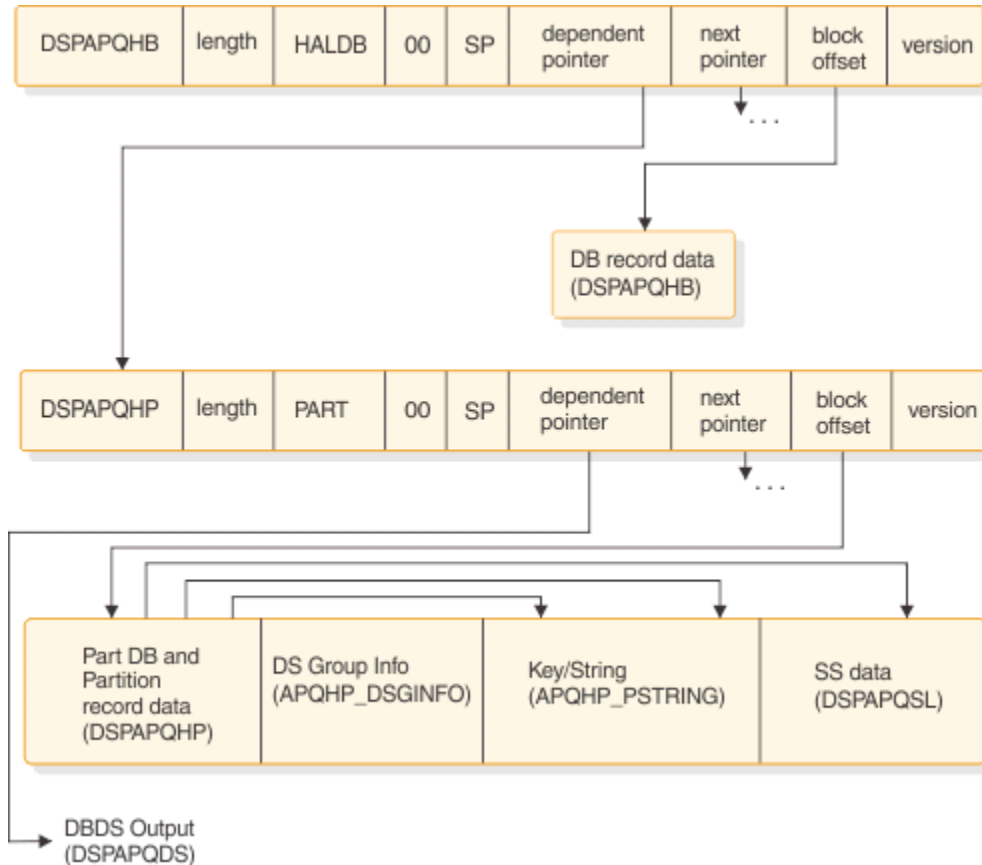 DSPAPQHB length HALDB 00 SP dependent pointer next pointer block offset version
. . .
DB record data
(DSPAPQHB)
DSPAPQHP length PART 00 SP dependent pointer next pointer block offset version
. . .
Part DB and
Partition
record data
(DSPAPQHP)
DS Group Info
(APQHP_DSGINFO)
Key/String
(APQHP_PSTRING)
SS data
(DSPAPQSL)
DBDS Output
(DSPAPQDS)